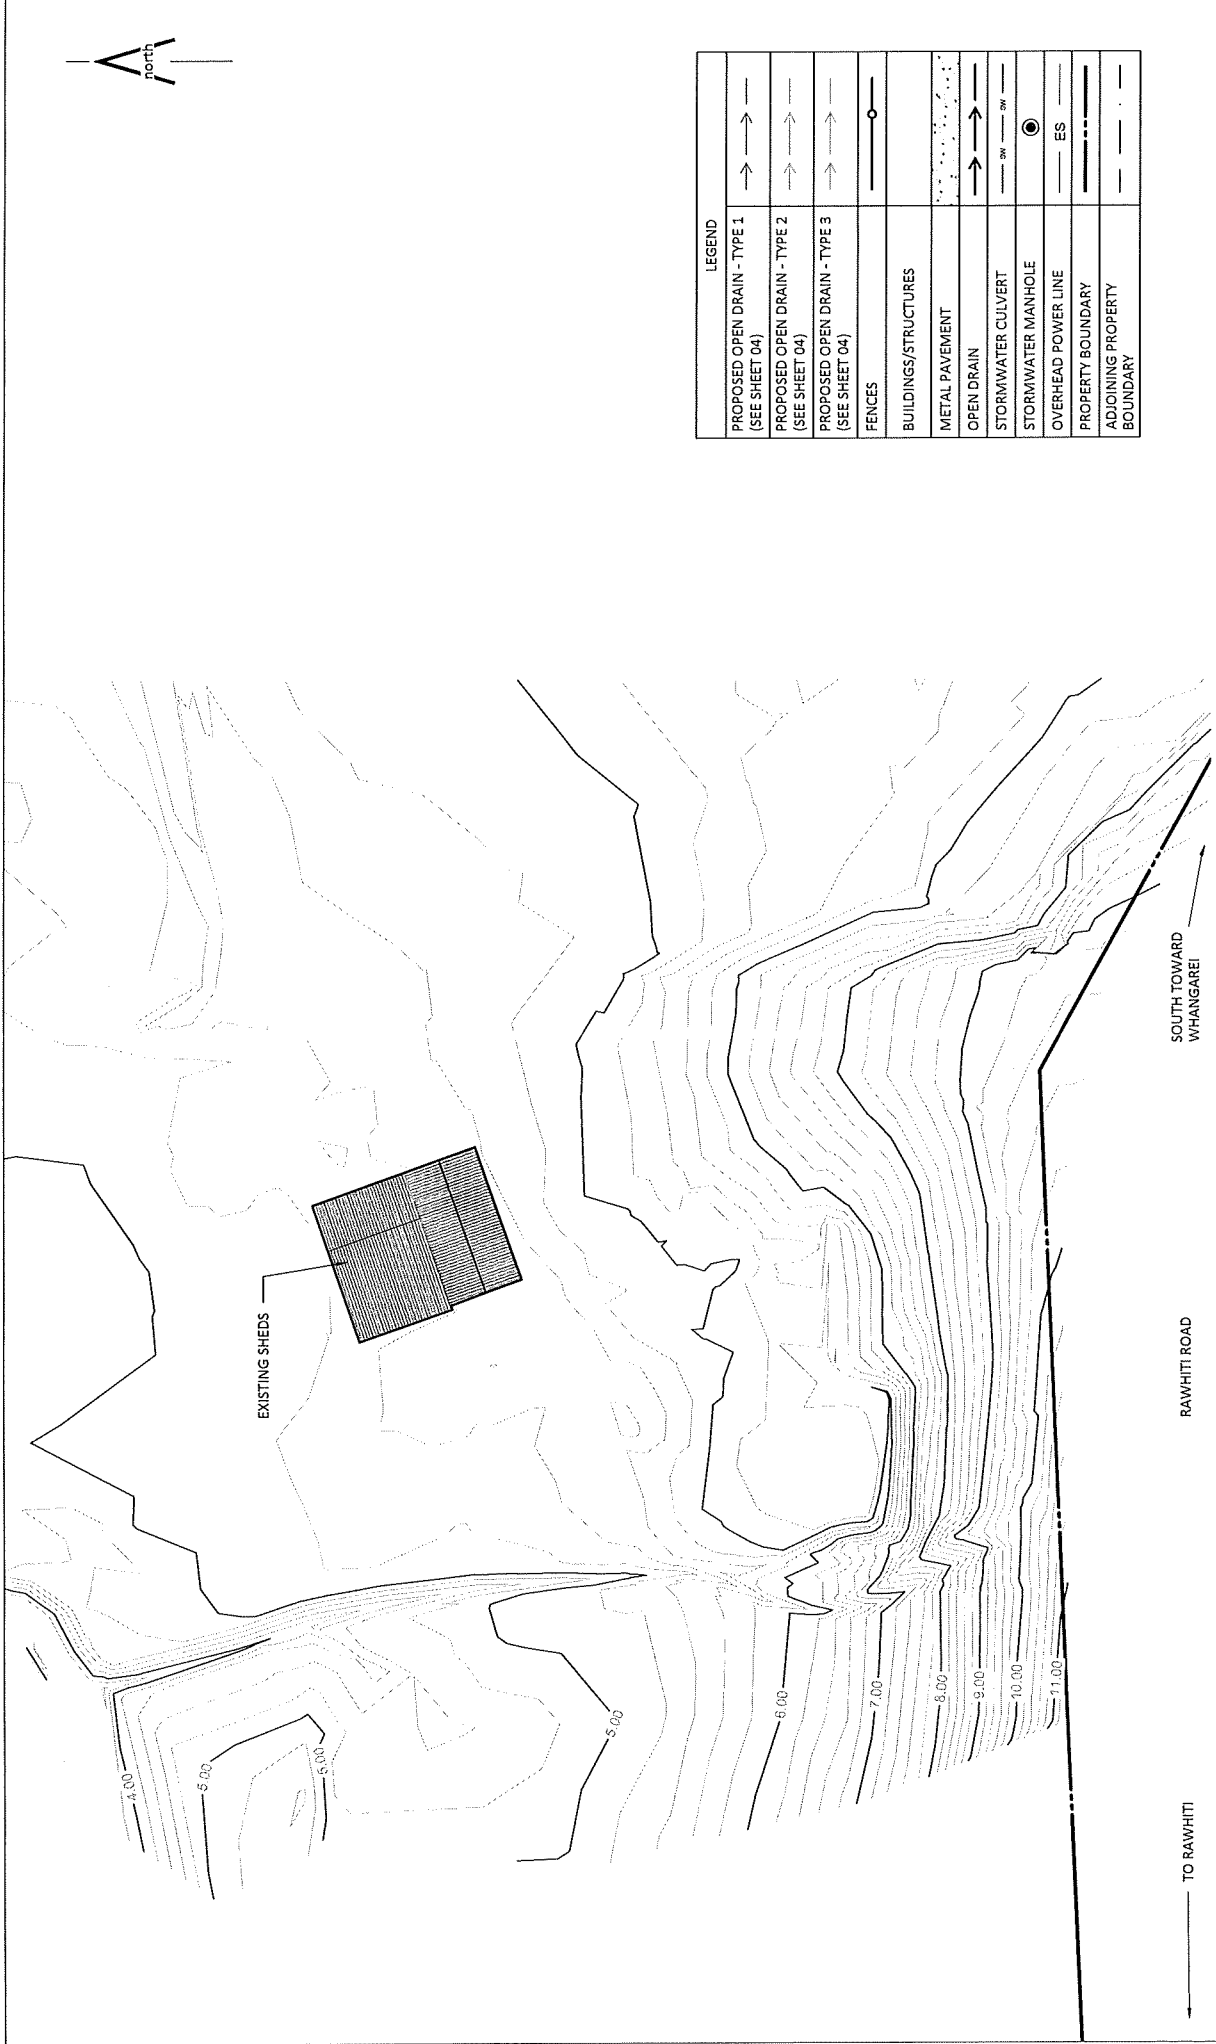 north
LEGEND
PROPOSED OPEN DRAIN - TYPE 1
(SEE SHEET 04)
PROPOSED OPEN DRAIN - TYPE 2
(SEE SHEET 04)
PROPOSED OPEN DRAIN - TYPE 3
(SEE SHEET 04)
FENCES
BUILDINGS/STRUCTURES
METAL PAVEMENT
OPEN DRAIN
STORMWATER CULVERT
SW SW
STORMWATER MANHOLE
OVERHEAD POWER LINE
ES
PROPERTY BOUNDARY
ADJOINING PROPERTY
BOUNDARY
EXISTING SHEDS
4.00
5.00
5.00
5.00
6.00
7.00
8.00
9.00
10.00
11.00
TO RAWHITI
RAWHITI ROAD
SOUTH TOWARD
WHANGAREI